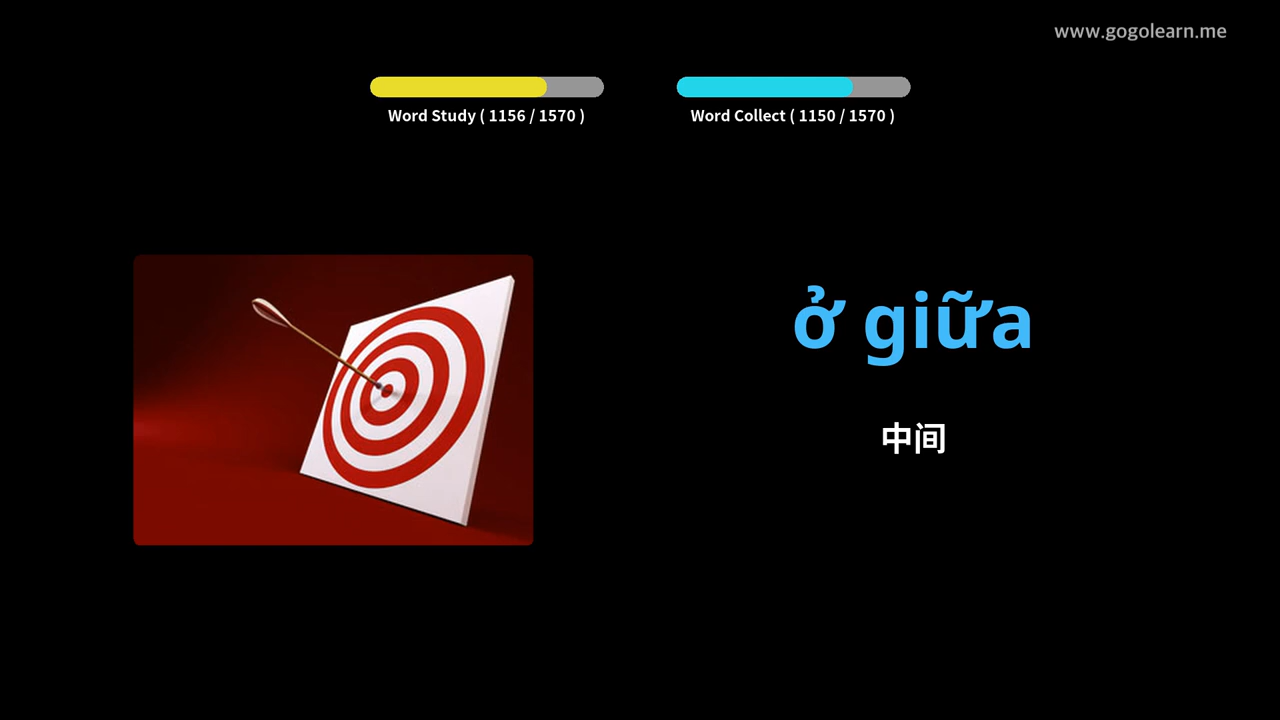 www.gogolearn.me
Word Study ( 1156 / 1570 )
Word Collect ( 1150 / 1570 )
ở giữa
中间